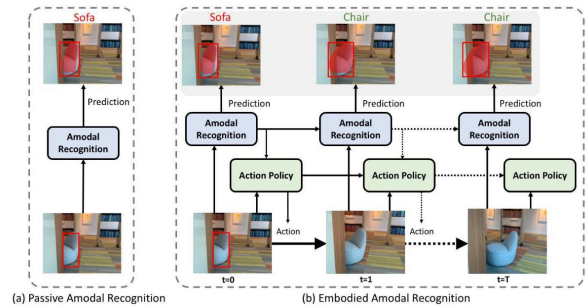 Sofa
Sofa
Chair
Chair
Prediction
Prediction
Prediction
Prediction
Amodal
Recognition
Amodal
Recognition
Amodal
Recognition
Amodal
Recognition
Action Policy
Action Policy
Action Policy
Action
Action
t=0
t=1
t=T
(a) Passive Amodal Recognition
(b) Embodied Amodal Recognition